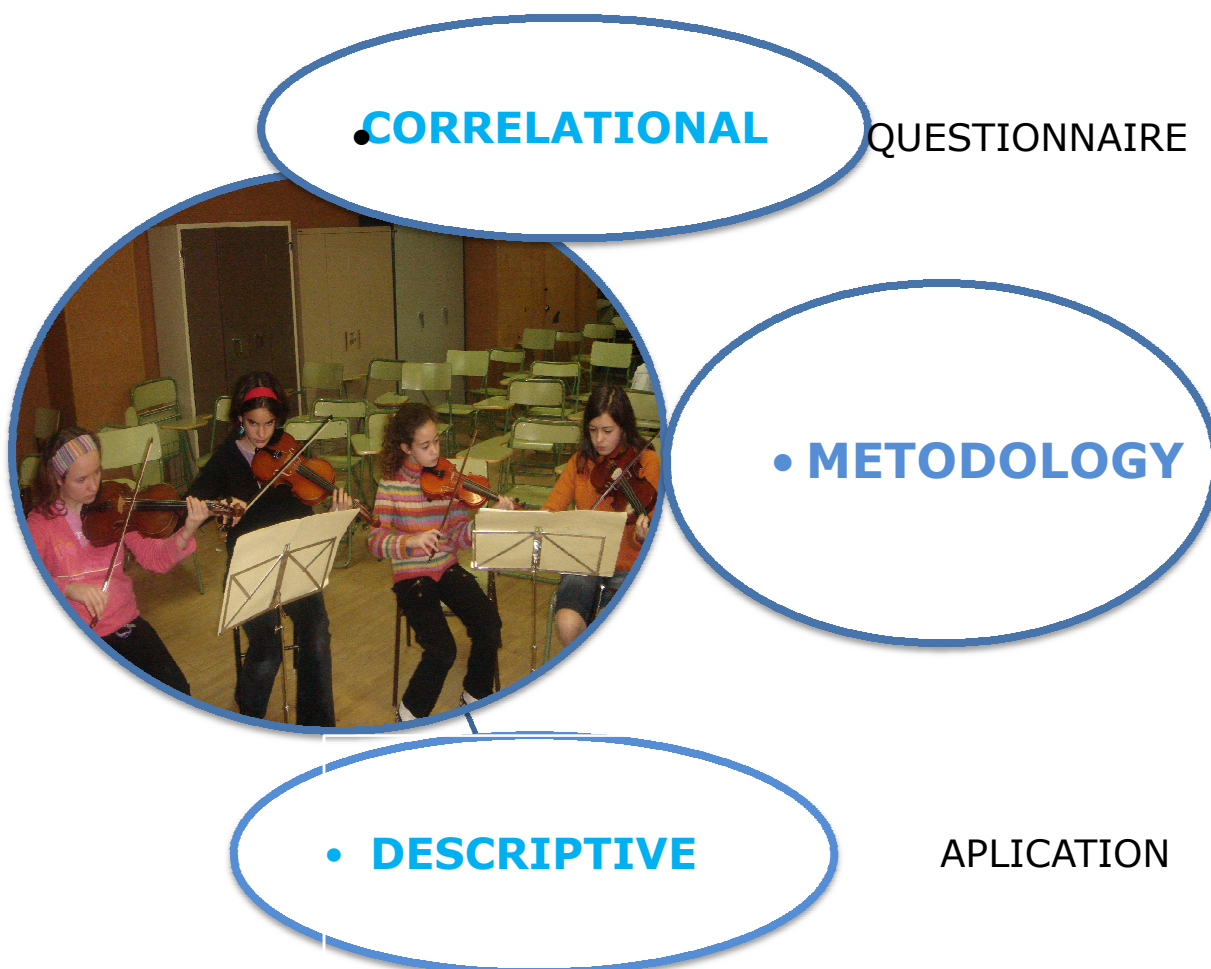 •CORRELATIONAL
QUESTIONNAIRE
• METODOLOGY
• DESCRIPTIVE
APLICATION